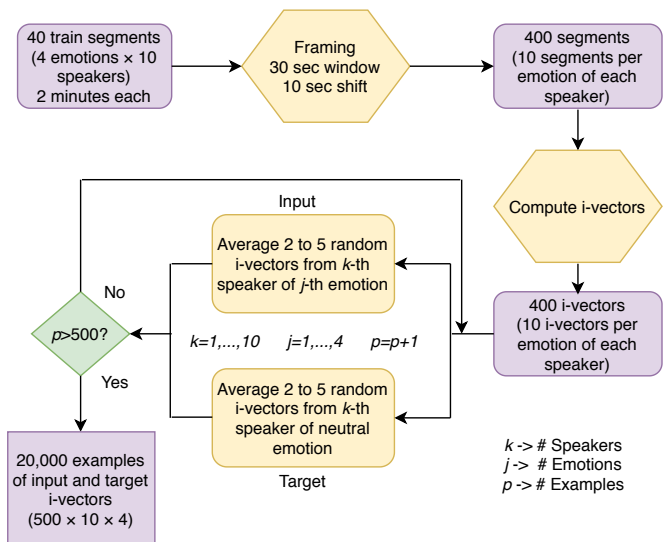 40 train segments
(4 emotions × 10
speakers)
2 minutes each
Framing
30 sec window
10 sec shift
400 segments
(10 segments per
emotion of each
speaker)
Compute i-vectors
400 i-vectors
(10 i-vectors per
emotion of each
speaker)
Input
Average 2 to 5 random
i-vectors from k-th
speaker of j-th emotion
k=1,...,10 j=1,...,4 p=p+1
Average 2 to 5 random
i-vectors from k-th
speaker of neutral
emotion
Target
No
p>500?
Yes
20,000 examples
of input and target
i-vectors
(500 × 10 × 4)
k -> # Speakers
j -> # Emotions
p -> # Examples